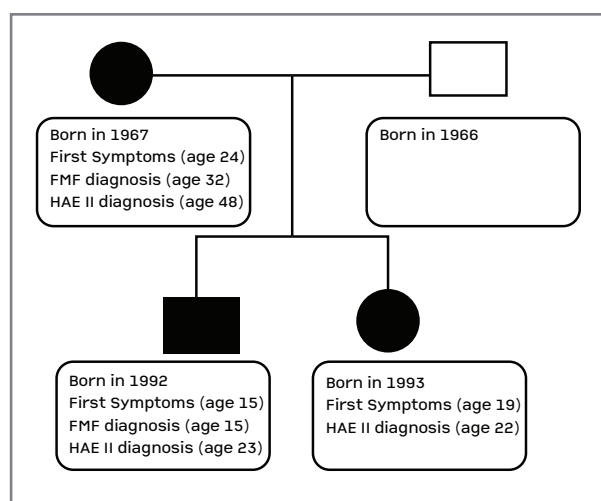 Born in 1967
First Symptoms (age 24)
FMF diagnosis (age 32)
HAE II diagnosis (age 48)
Born in 1966
Born in 1992
First Symptoms (age 15)
FMF diagnosis (age 15)
HAE II diagnosis (age 23)
Born in 1993
First Symptoms (age 19)
HAE II diagnosis (age 22)